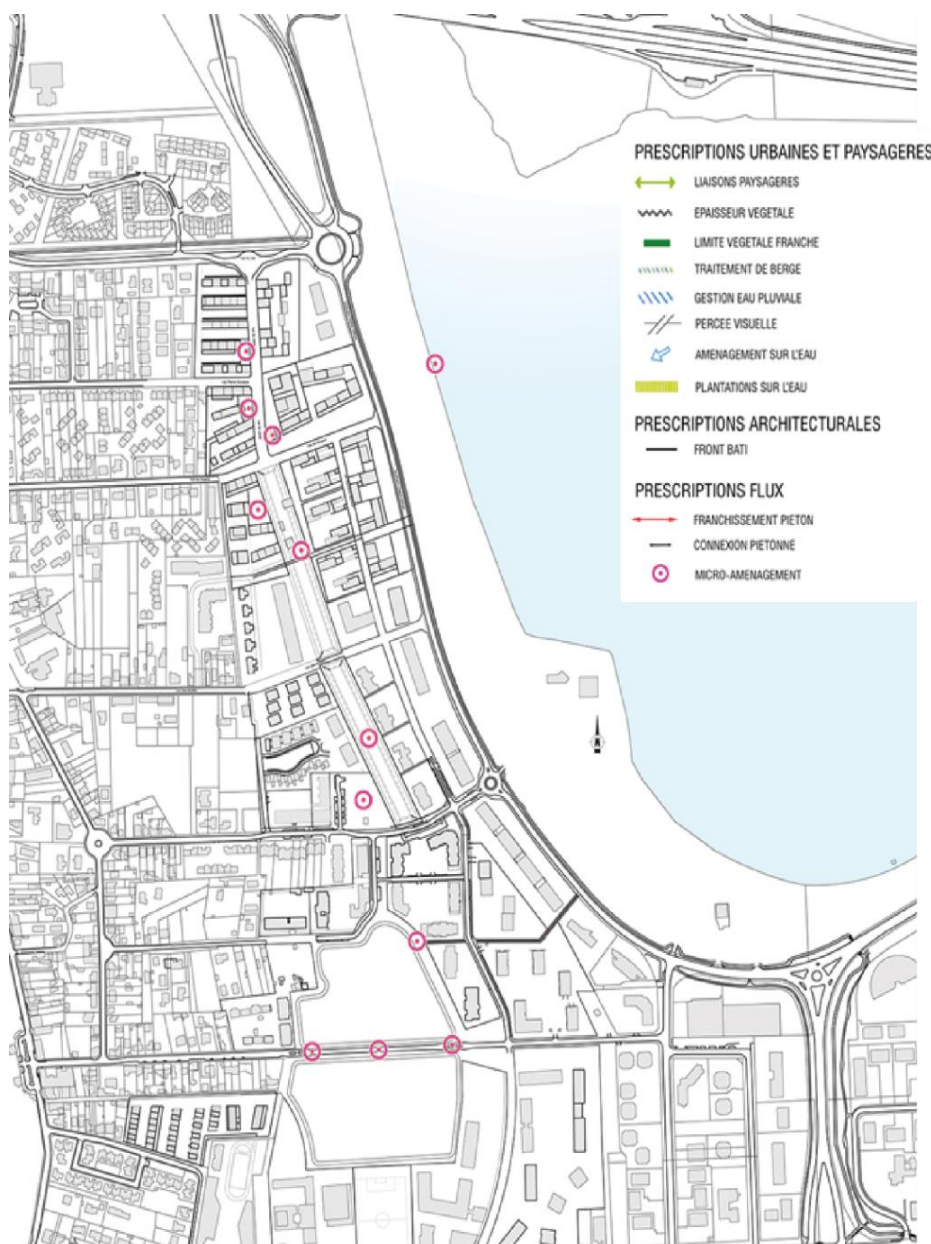 PRESCRIPTIONS URBAINES ET PAYSAGERES
LIAISONS PAYSAGERES
EPAISSEUR VEGETALE
LIMITE VEGETALE FRANCHE
TRAITEMENT DE BERGE
GESTION EAU PLUVIALE
PERCEE VISUELLE
AMENAGEMENT SUR L'EAU
PLANTATIONS SUR L'EAU
PRESCRIPTIONS ARCHITECTURALES
FRONT BATI
PRESCRIPTIONS FLUX
FRANCHISSEMENT PIETON
CONNEXION PIETONNE
MICRO-AMENAGEMENT
N